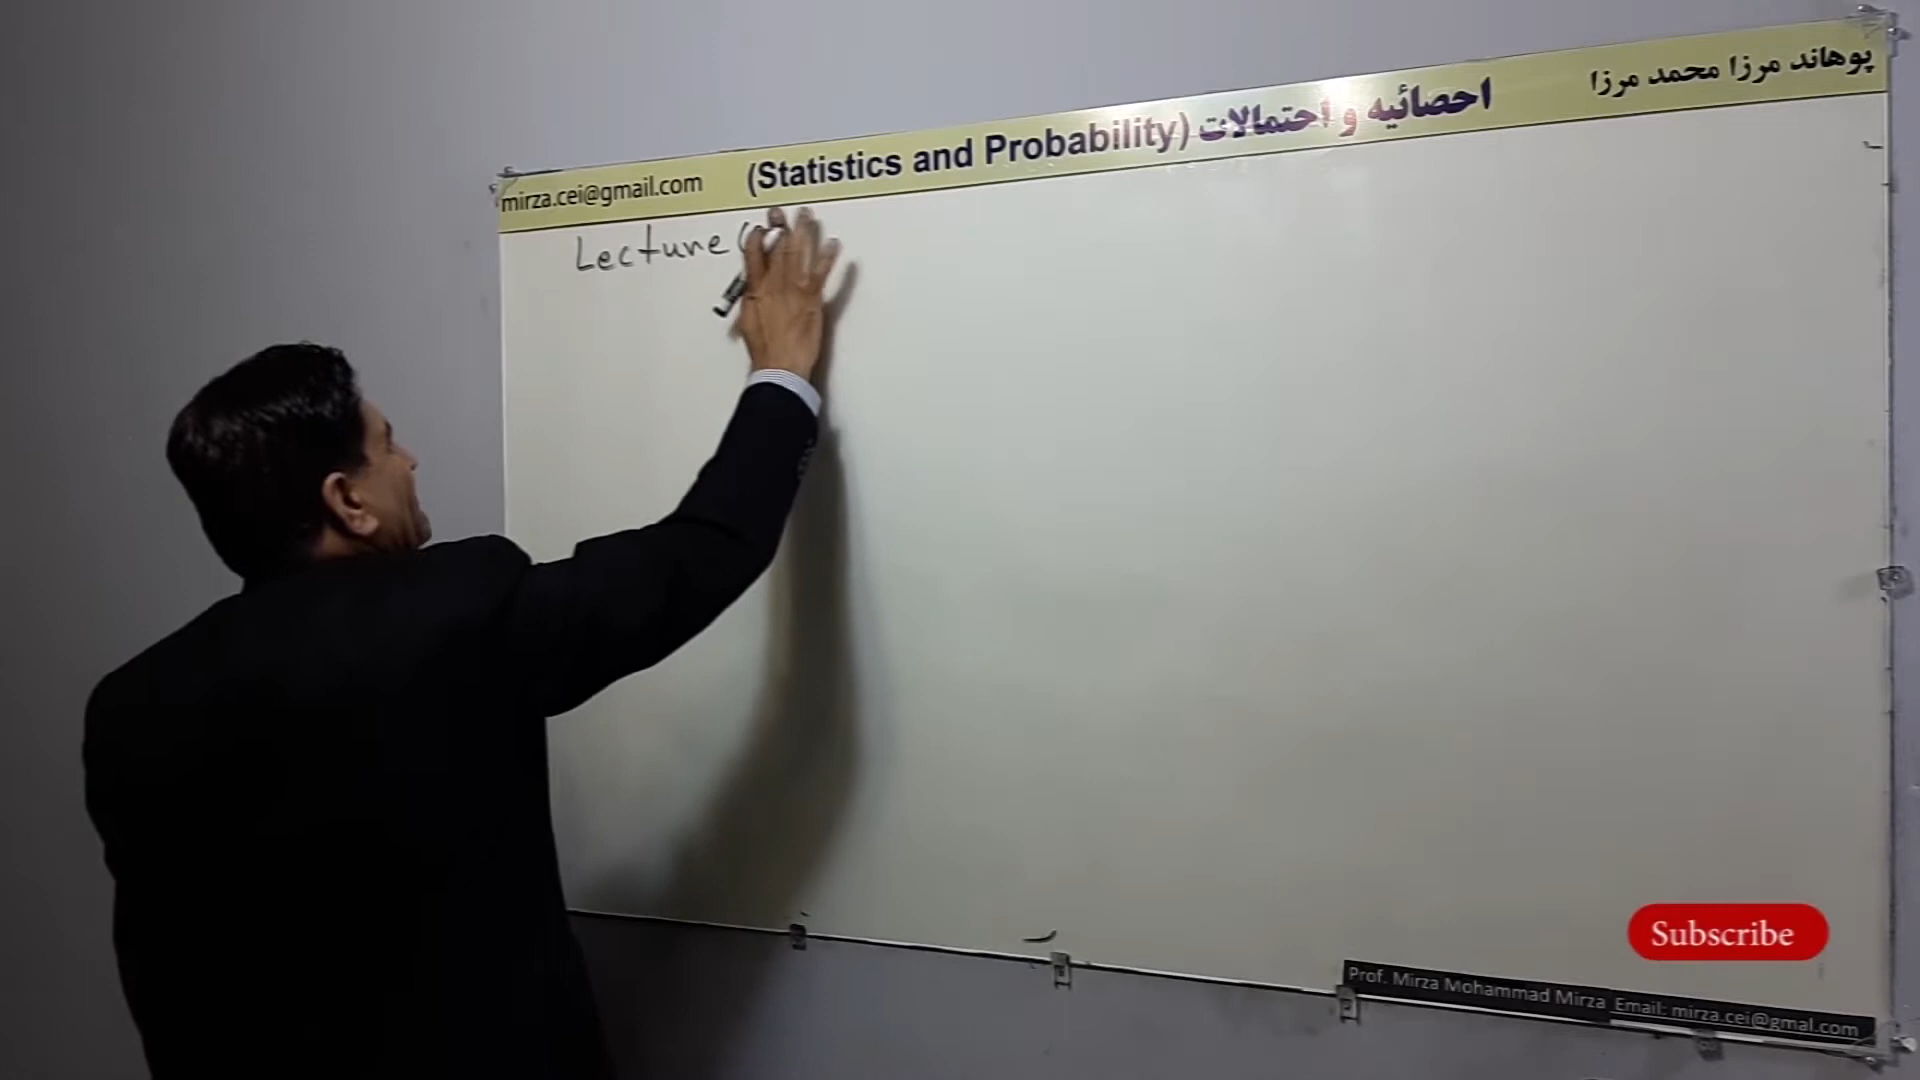 پوهاند مرزا محمد مرزا
احصائیه و احتمالات (Statistics and Probability)
mirza.cei@gmail.com
Lecture
Subscribe
Prof. Mirza Mohammad Mirza Email: mirza.cei@gmal.com